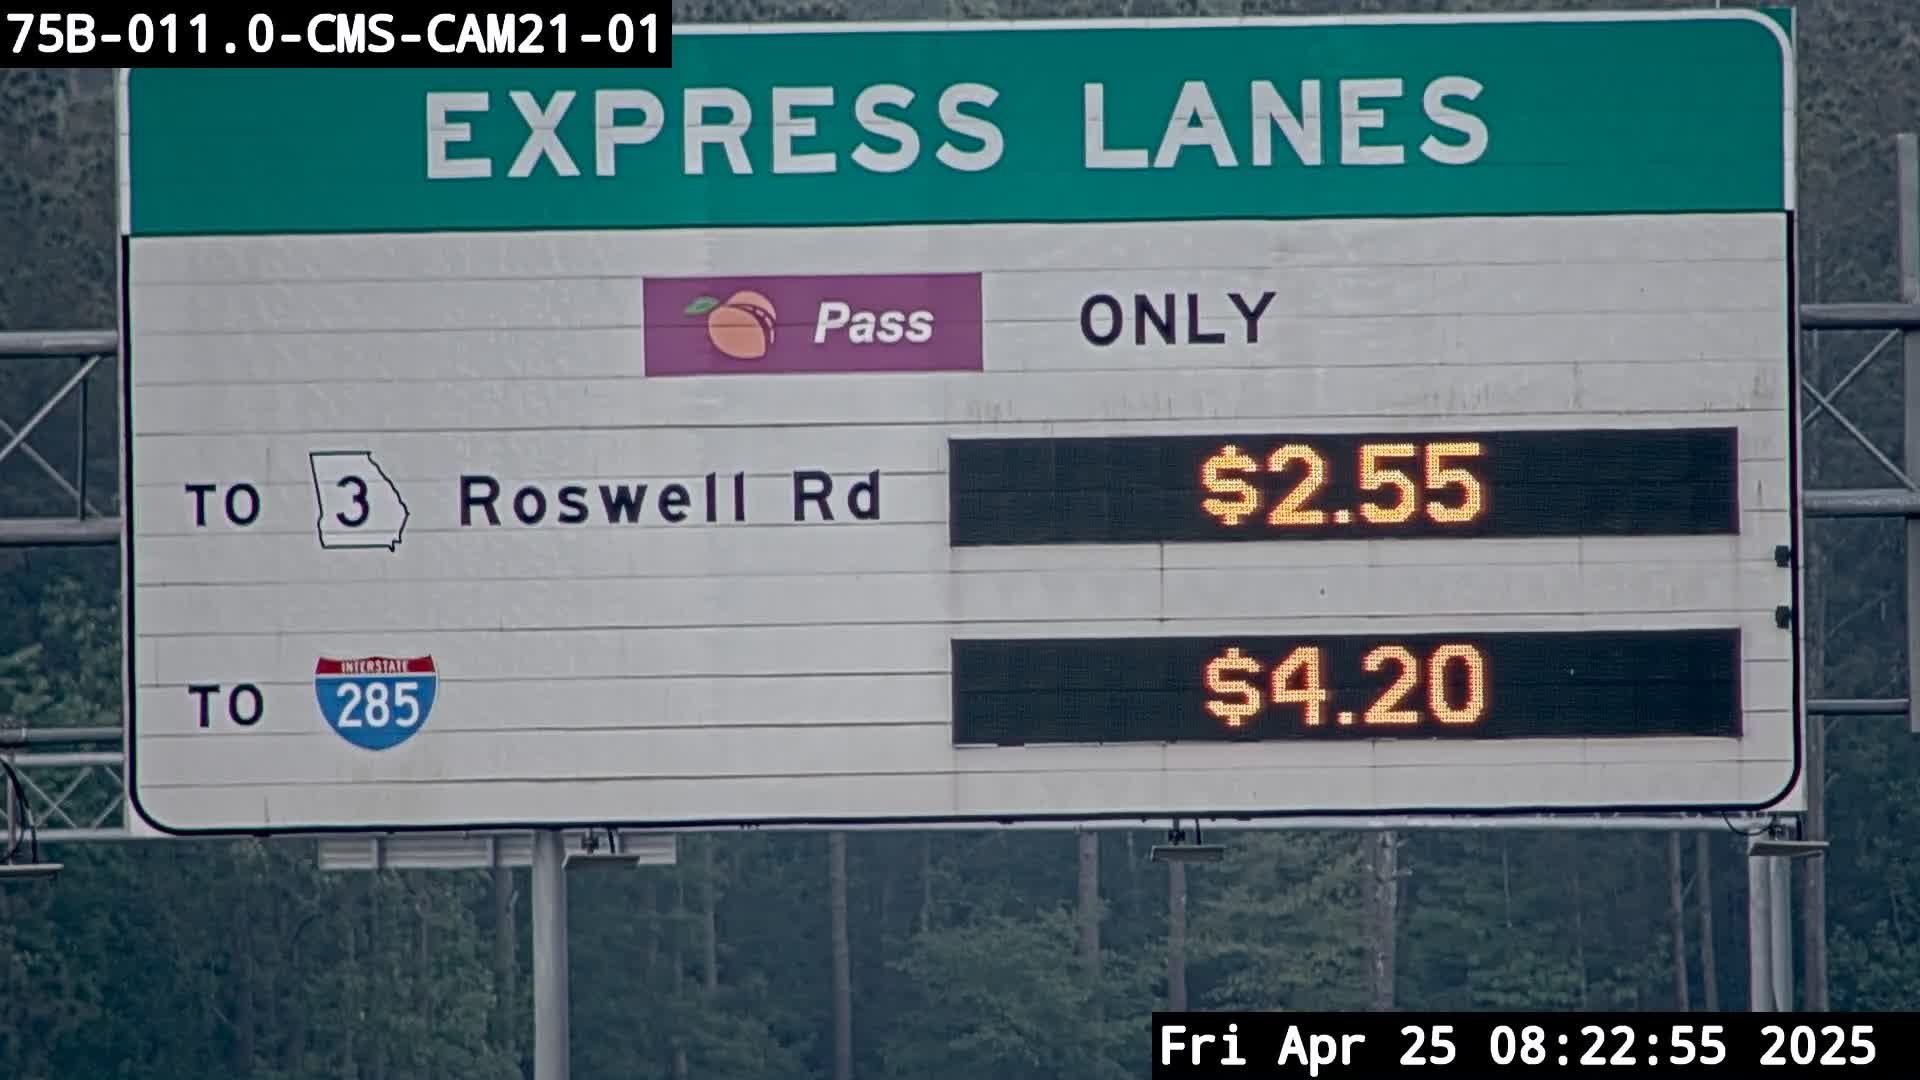 75B-011.0-CMS-CAM21-01
EXPRESS LANES
Pass ONLY
TO 3 Roswell Rd $2.55
INTERSTATE
TO 285 $4.20
Fri Apr 25 08:22:55 2025